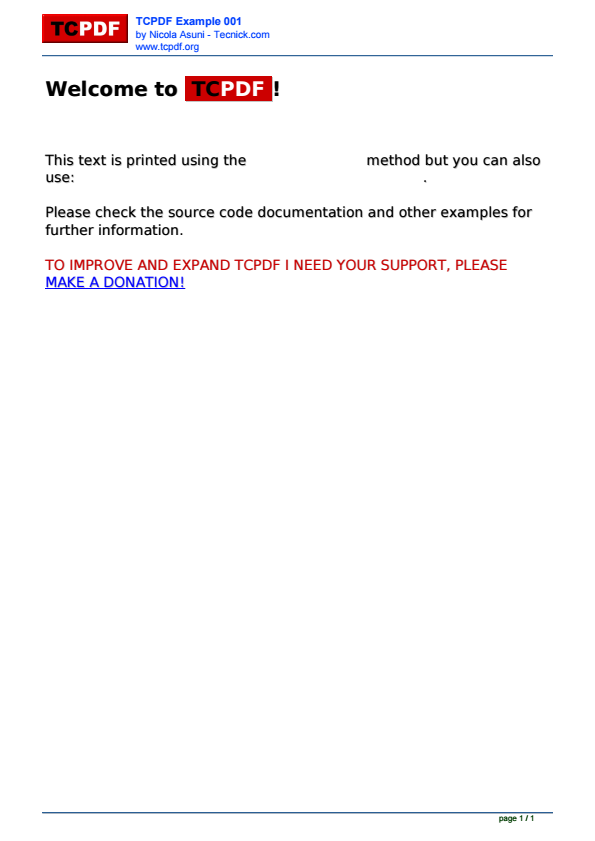 TCPDF
TCPDF Example 001
by Nicola Asuni - Tecnick.com
www.tcpdf.org
Welcome to TCPDF!
This text is printed using the method but you can also
use: .
Please check the source code documentation and other examples for
further information.
TO IMPROVE AND EXPAND TCPDF I NEED YOUR SUPPORT, PLEASE
MAKE A DONATION!
page 1 / 1